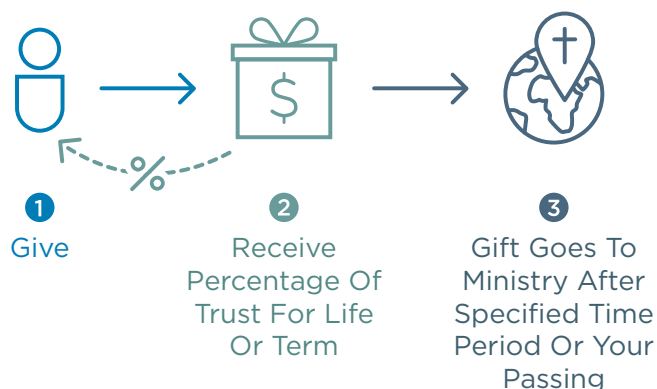 $
%
1
Give
2
Receive
Percentage Of
Trust For Life
Or Term
3
Gift Goes To
Ministry After
Specified Time
Period Or Your
Passing